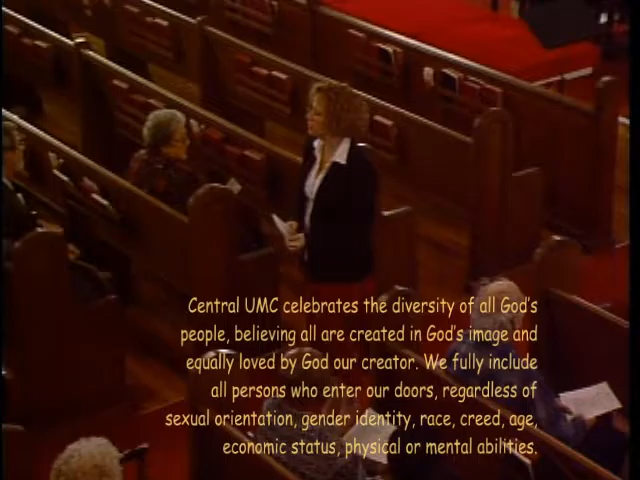 Central UMC celebrates the diversity of all God's
people, believing all are created in God's image and
equally loved by God our creator. We fully include
all persons who enter our doors, regardless of
sexual orientation, gender identity, race, creed, age,
economic status, physical or mental abilities.